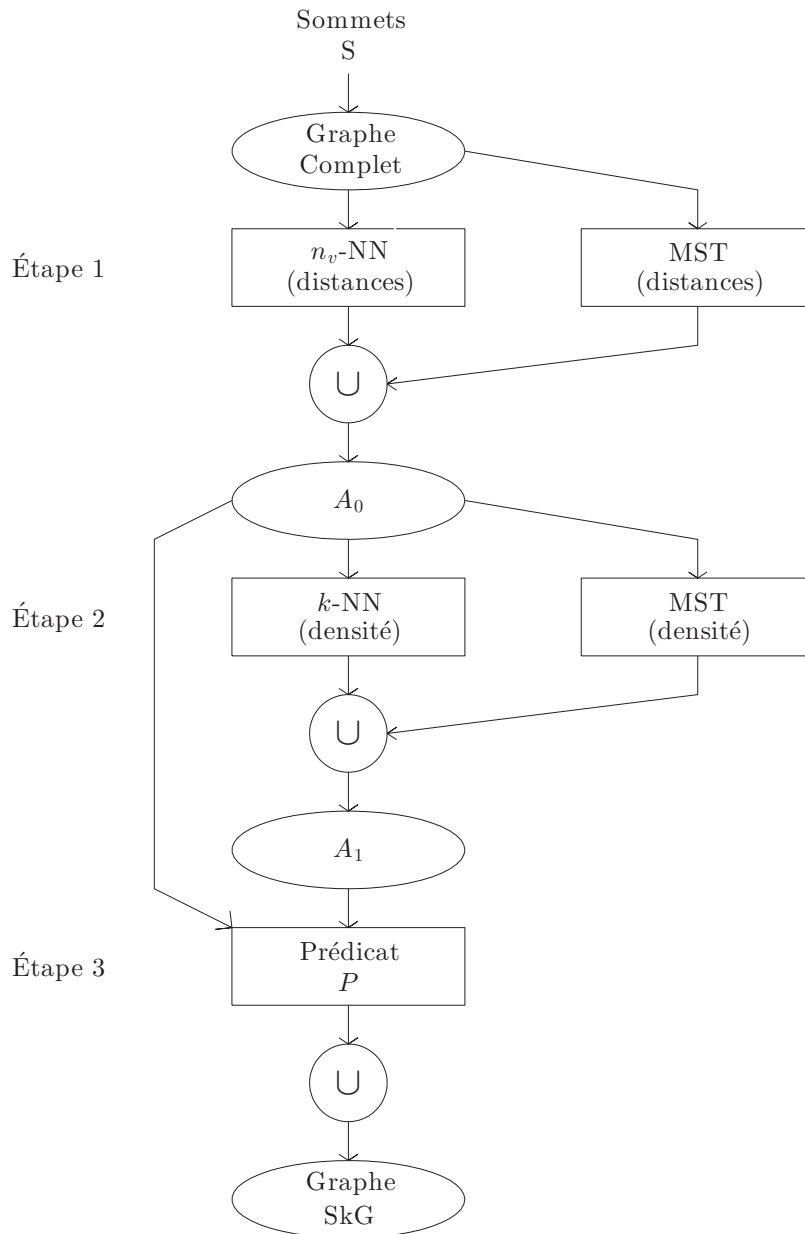 Sommets
S
Graphe
Complet
Étape 1
n_v-NN
(distances)
MST
(distances)
∪
A_0
Étape 2
k-NN
(densité)
MST
(densité)
∪
A_1
Étape 3
Prédicat
P
∪
Graphe
SkG